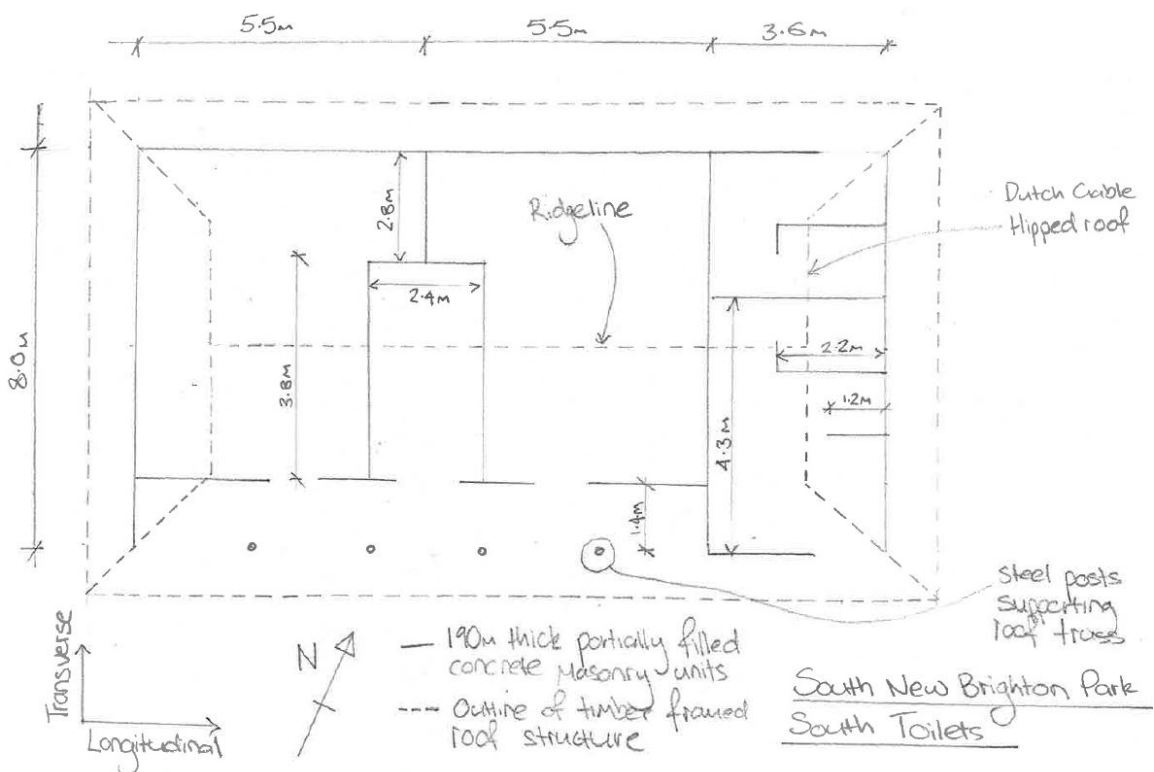 5.5m
5.5m
3.6m
Dutch Gable
Hipped roof
Ridgeline
2.8m
2.4m
8.0m
3.8m
2.2m
1.2m
4.3m
1.4m
Steel posts
supporting
roof truss
Transverse
Longitudinal
N
— 190m thick partially filled
concrete masonry units
--- Outline of timber framed
roof structure
South New Brighton Park
South Toilets